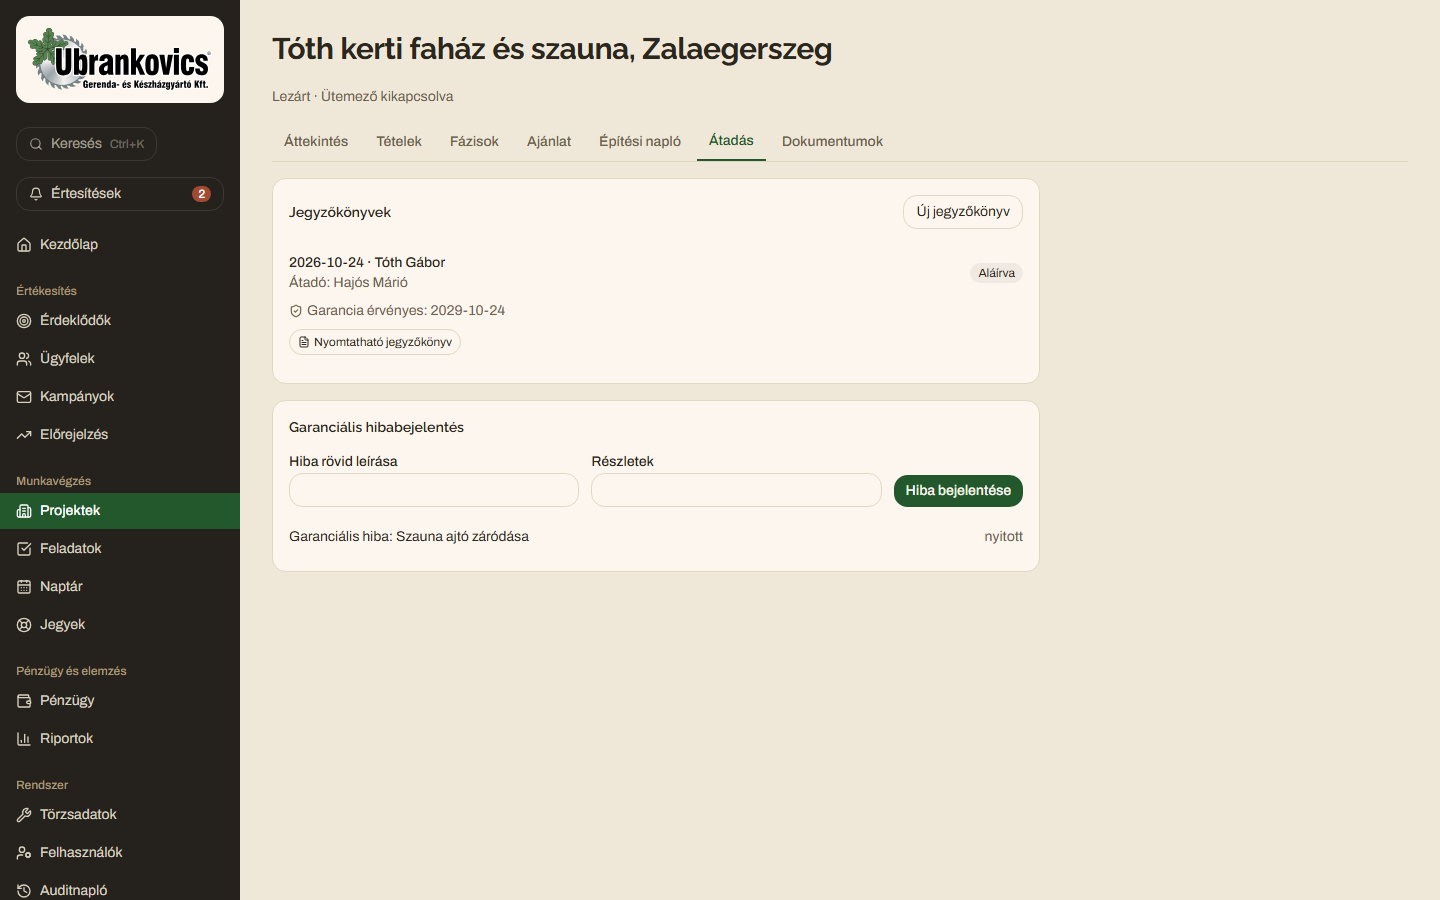 Ubrankovics
Gerenda- és Készházgyártó Kft.
Keresés Ctrl+K
Értesítések 2
Kezdőlap
Értékesítés
Érdeklődők
Ügyfelek
Kampányok
Előrejelzés
Munkavégzés
Projektek
Feladatok
Naptár
Jegyek
Pénzügy és elemzés
Pénzügy
Riportok
Rendszer
Törzsadatok
Felhasználók
Auditnapló
Tóth kerti faház és szauna, Zalaegerszeg
Lezárt · Ütemező kikapcsolva
Áttekintés Tételek Fázisok Ajánlat Építési napló Átadás Dokumentumok
Jegyzőkönyvek
Új jegyzőkönyv
2026-10-24 · Tóth Gábor
Átadó: Hajós Márió
Aláírva
Garancia érvényes: 2029-10-24
Nyomtatható jegyzőkönyv
Garanciális hibabejelentés
Hiba rövid leírása Részletek
Hiba bejelentése
Garanciális hiba: Szauna ajtó záródása nyitott